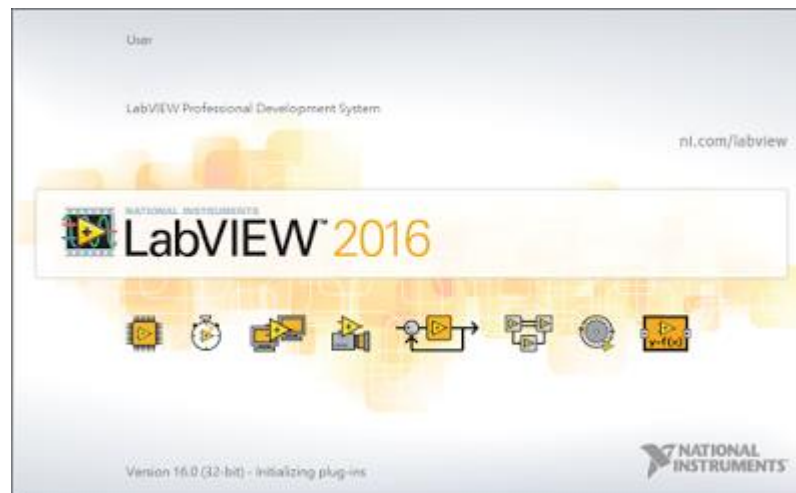 User
LabVIEW Professional Development System
ni.com/labview
NATIONAL INSTRUMENTS
LabVIEW™ 2016
y=f(x)
Version 16.0 (32-bit) - Initializing plug-ins
NATIONAL
INSTRUMENTS